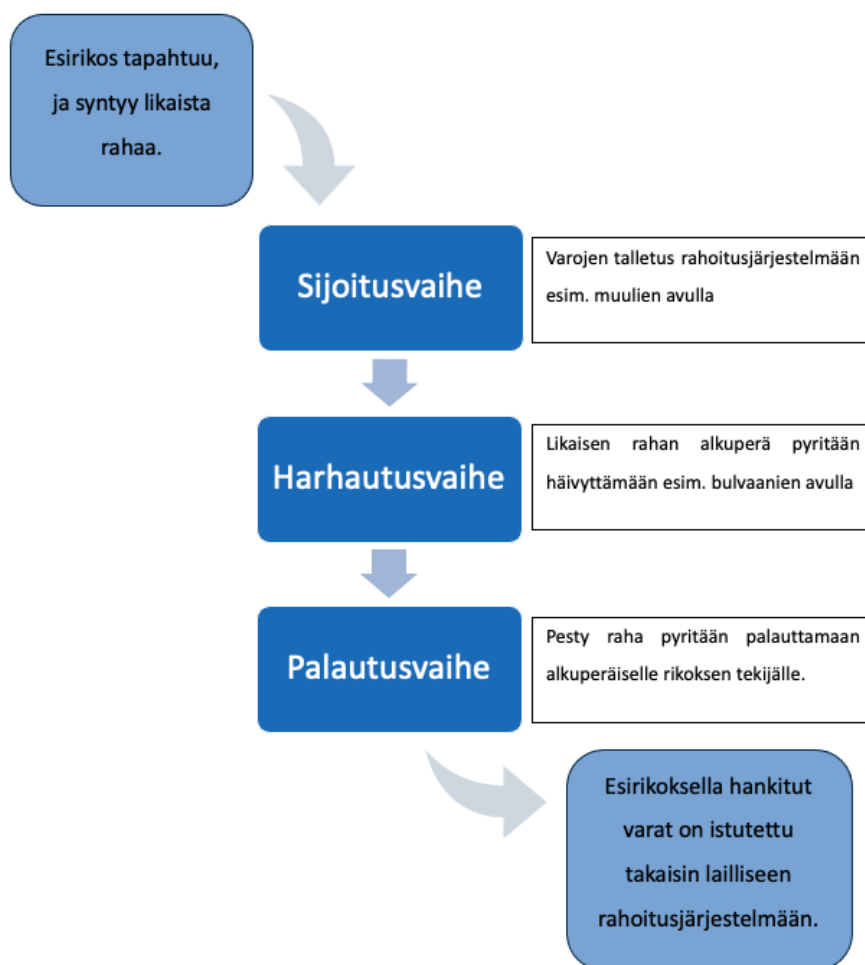 Esirikos tapahtuu,
ja syntyy likaista
rahaa.
Sijoitusvaihe
Varojen talletus rahoitusjärjestelmään
esim. muulien avulla
Harhautusvaihe
Likaisen rahan alkuperä pyritään
häivyttämään esim. bulvaanien avulla
Palautusvaihe
Pesty raha pyritään palauttamaan
alkuperäiselle rikoksen tekijälle.
Esirikoksella hankitut
varat on istutettu
takaisin lailliseen
rahoitusjärjestelmään.